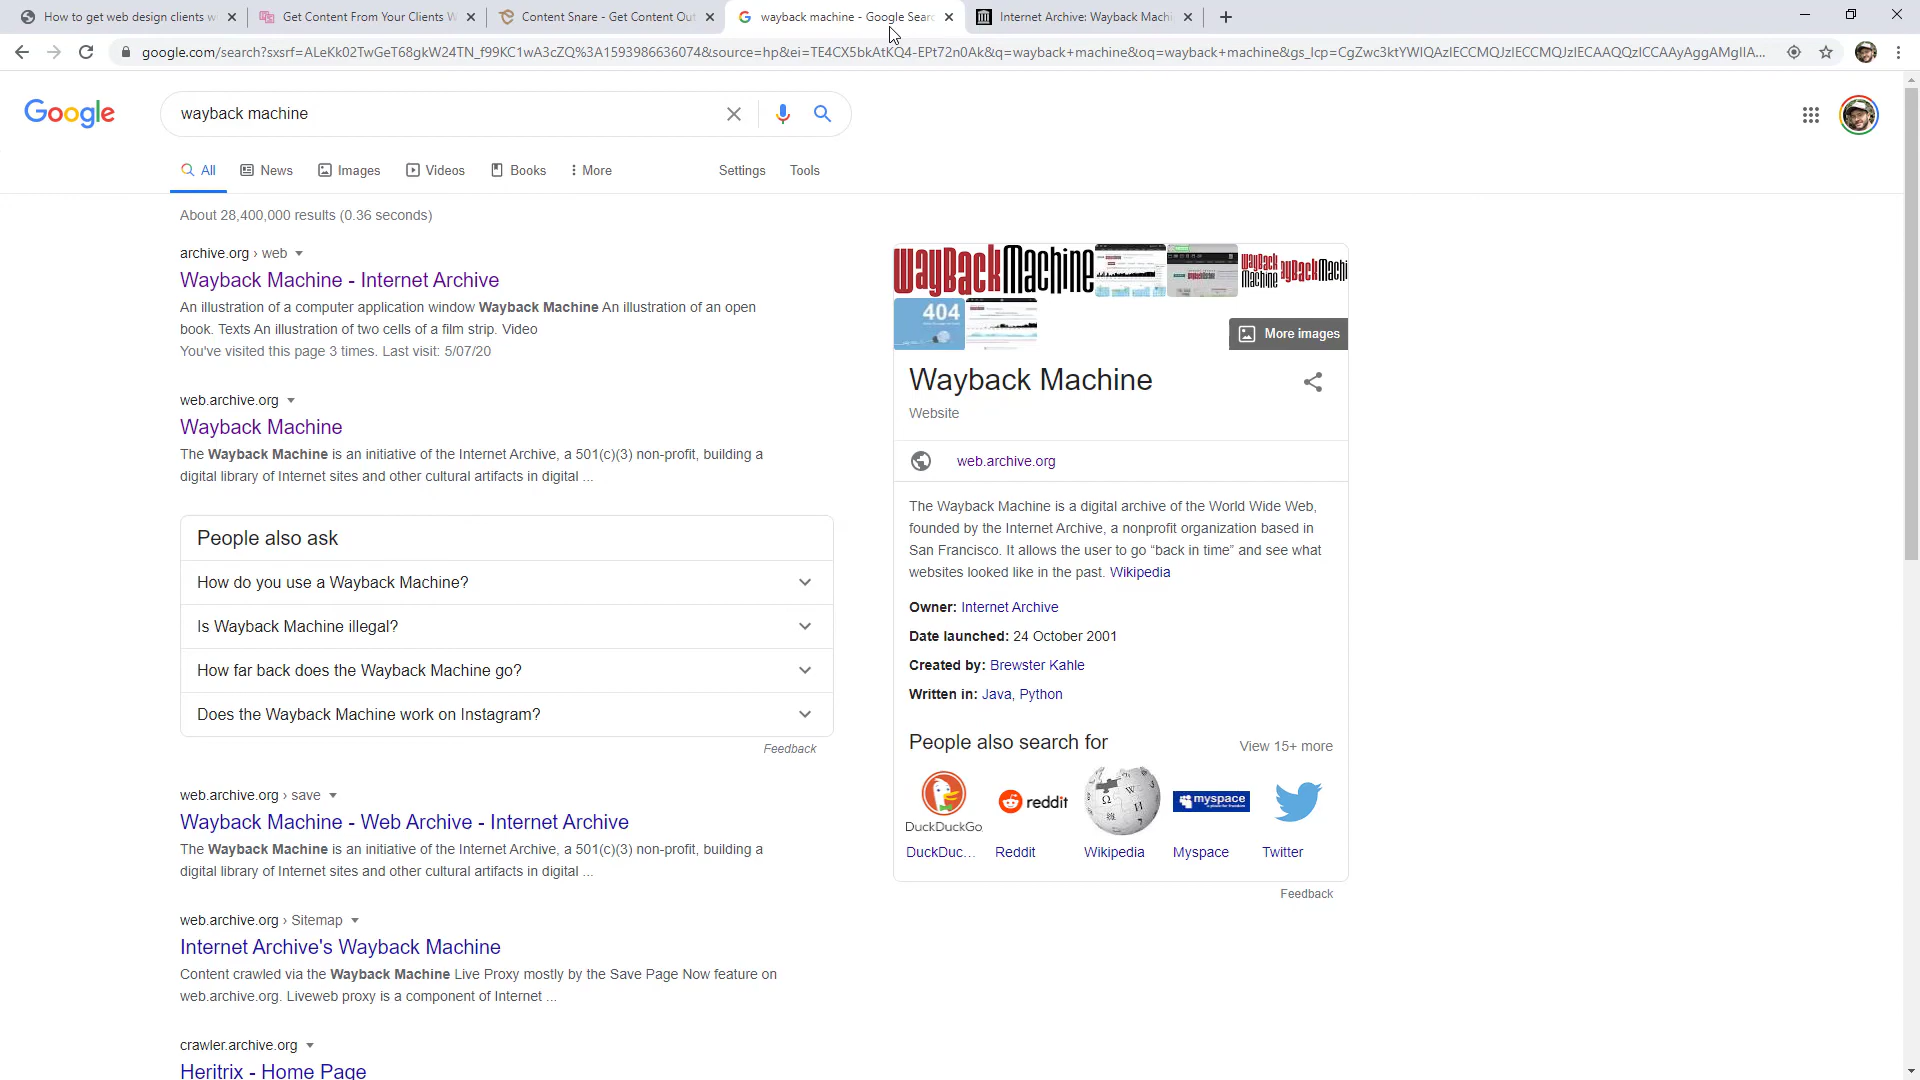 How to get web design clients w
Get Content From Your Clients W
Content Snare - Get Content Out
wayback machine - Google Searc
Internet Archive: Wayback Machi
google.com/search?sxsrf=ALeKk02TwGeT68gkW24TN_f99KC1wA3cZQ%3A1593986636074&source=hp&ei=TE4CX5bkAtKQ4-EPt72n0Ak&q=wayback+machine&oq=wayback+machine&gs_lcp=CgZwc3ktYWIQAzIECCMQJzIECCMQJzIECAAQQzICCAAyAggAMgIIA...
Google
wayback machine
All
News
Images
Videos
Books
More
Settings
Tools
About 28,400,000 results (0.36 seconds)
archive.org › web
Wayback Machine - Internet Archive
An illustration of a computer application window Wayback Machine An illustration of an open
book. Texts An illustration of two cells of a film strip. Video
You've visited this page 3 times. Last visit: 5/07/20
web.archive.org
Wayback Machine
The Wayback Machine is an initiative of the Internet Archive, a 501(c)(3) non-profit, building a
digital library of Internet sites and other cultural artifacts in digital ...
People also ask
How do you use a Wayback Machine?
Is Wayback Machine illegal?
How far back does the Wayback Machine go?
Does the Wayback Machine work on Instagram?
Feedback
web.archive.org › save
Wayback Machine - Web Archive - Internet Archive
The Wayback Machine is an initiative of the Internet Archive, a 501(c)(3) non-profit, building a
digital library of Internet sites and other cultural artifacts in digital ...
web.archive.org › Sitemap
Internet Archive's Wayback Machine
Content crawled via the Wayback Machine Live Proxy mostly by the Save Page Now feature on
web.archive.org. Liveweb proxy is a component of Internet ...
crawler.archive.org
Heritrix - Home Page
WayBackMachine
WayBack
Machine
WayBackMachi
404
More images
Wayback Machine
Website
web.archive.org
The Wayback Machine is a digital archive of the World Wide Web,
founded by the Internet Archive, a nonprofit organization based in
San Francisco. It allows the user to go “back in time” and see what
websites looked like in the past. Wikipedia
Owner: Internet Archive
Date launched: 24 October 2001
Created by: Brewster Kahle
Written in: Java, Python
People also search for
View 15+ more
DuckDuckGo
reddit
myspace
DuckDuc...
Reddit
Wikipedia
Myspace
Twitter
Feedback